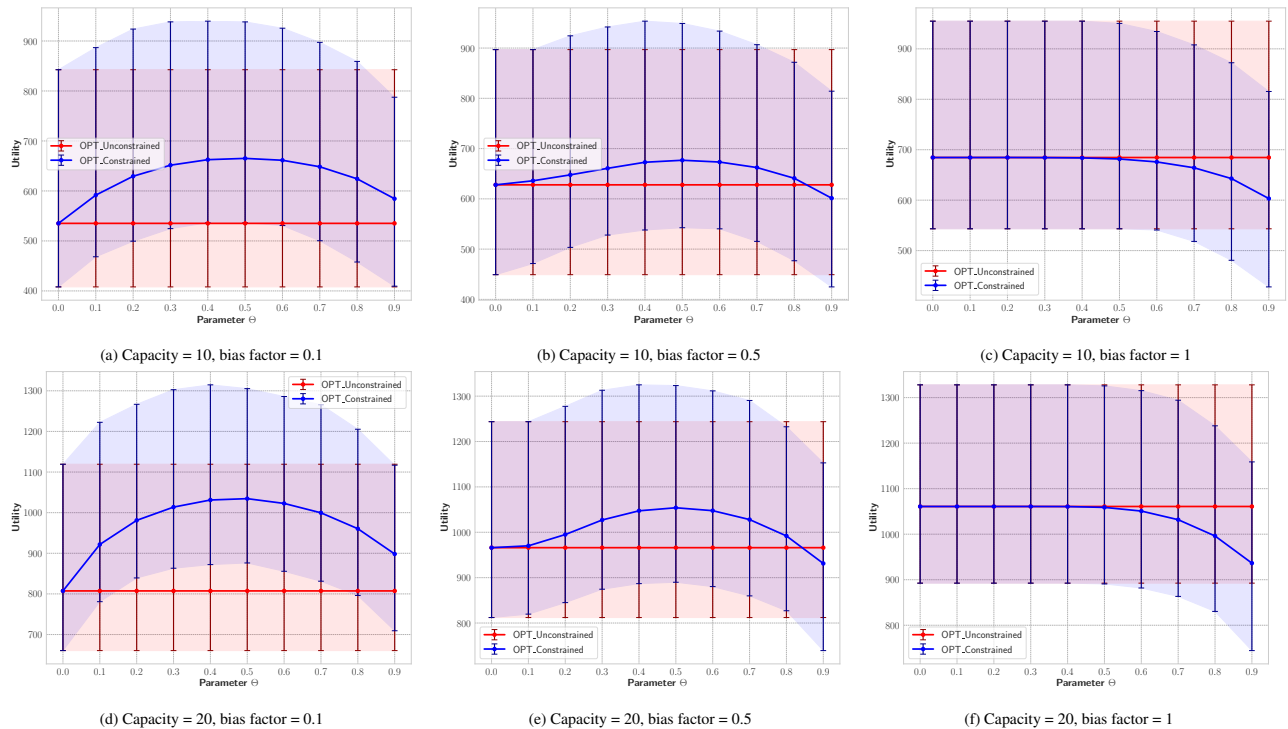 900
800
700
600
500
400
Utility
OPT_Unconstrained
OPT_Constrained
0.0 0.1 0.2 0.3 0.4 0.5 0.6 0.7 0.8 0.9
Parameter Θ
(a) Capacity = 10, bias factor = 0.1
900
800
700
600
500
400
Utility
OPT_Unconstrained
OPT_Constrained
0.0 0.1 0.2 0.3 0.4 0.5 0.6 0.7 0.8 0.9
Parameter Θ
(b) Capacity = 10, bias factor = 0.5
900
800
700
600
500
Utility
OPT_Unconstrained
OPT_Constrained
0.0 0.1 0.2 0.3 0.4 0.5 0.6 0.7 0.8 0.9
Parameter Θ
(c) Capacity = 10, bias factor = 1
1300
1200
1100
1000
900
800
700
Utility
OPT_Unconstrained
OPT_Constrained
0.0 0.1 0.2 0.3 0.4 0.5 0.6 0.7 0.8 0.9
Parameter Θ
(d) Capacity = 20, bias factor = 0.1
1300
1200
1100
1000
900
800
Utility
OPT_Unconstrained
OPT_Constrained
0.0 0.1 0.2 0.3 0.4 0.5 0.6 0.7 0.8 0.9
Parameter Θ
(e) Capacity = 20, bias factor = 0.5
1300
1200
1100
1000
900
800
Utility
OPT_Unconstrained
OPT_Constrained
0.0 0.1 0.2 0.3 0.4 0.5 0.6 0.7 0.8 0.9
Parameter Θ
(f) Capacity = 20, bias factor = 1